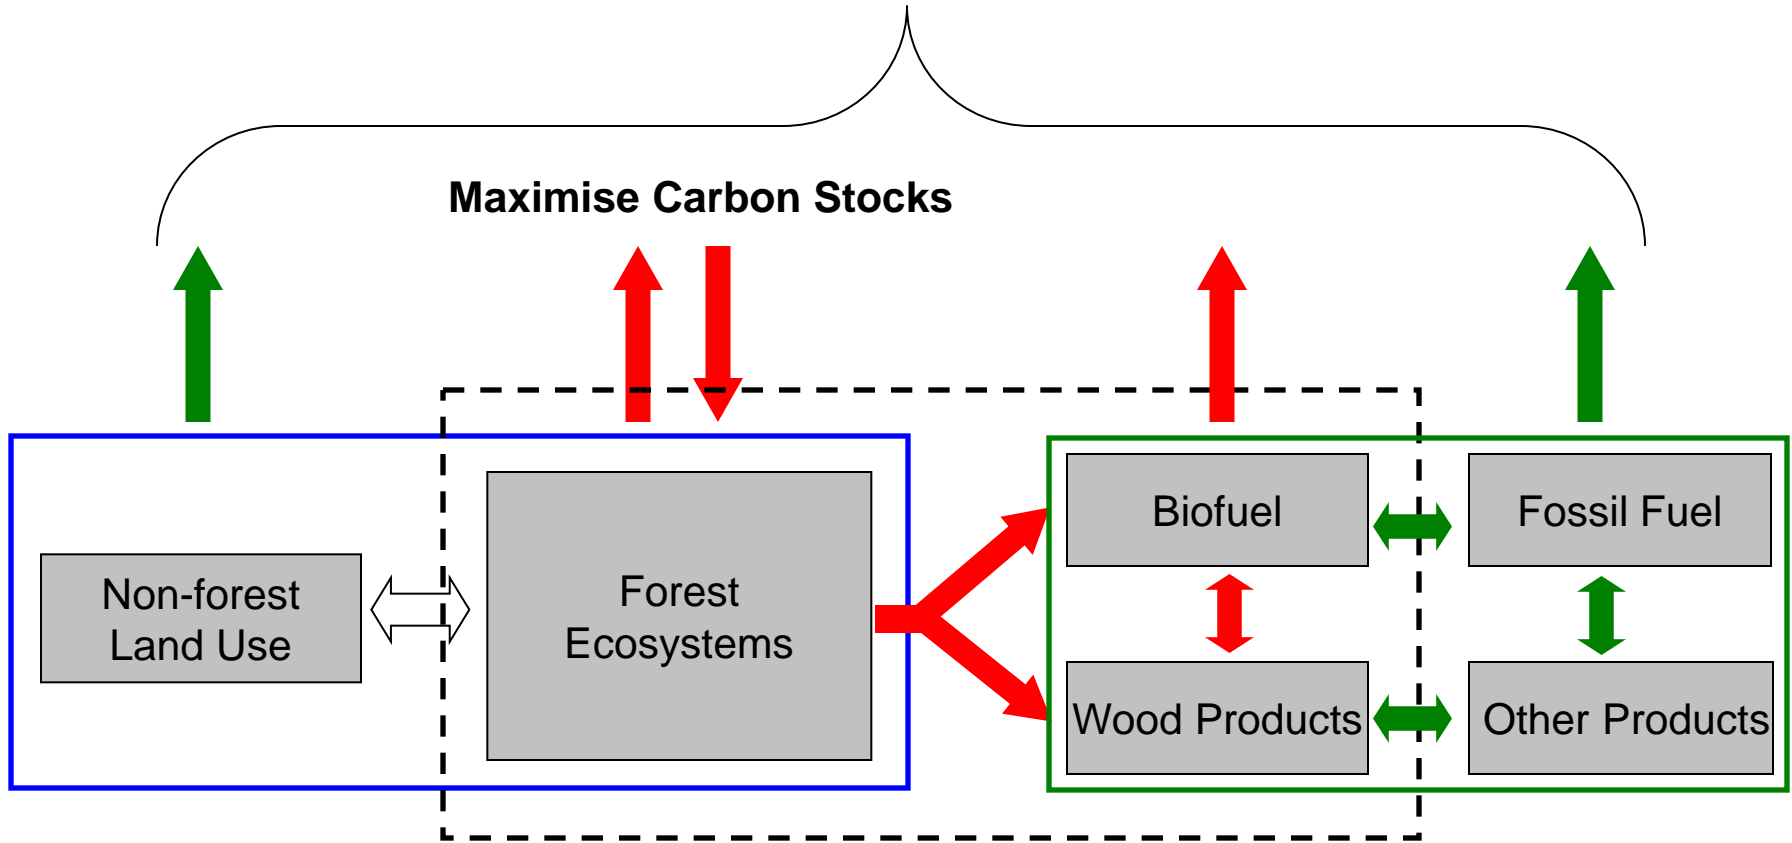 Maximise Carbon Stocks
Non-forest
Land Use
Forest
Ecosystems
Biofuel
Fossil Fuel
Wood Products
Other Products